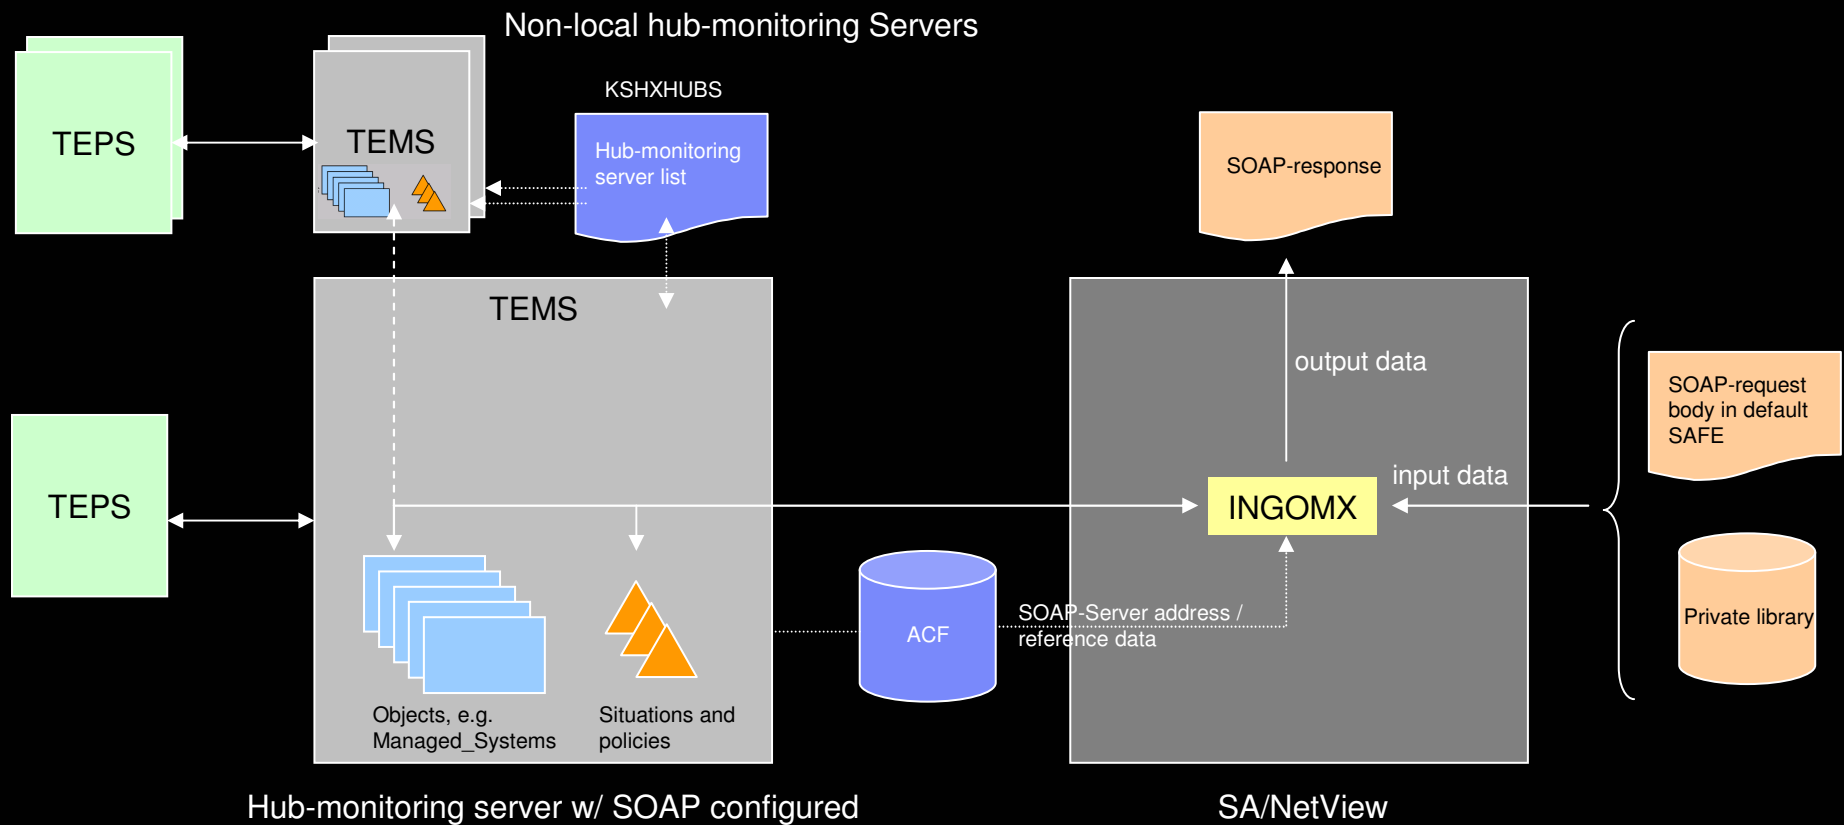 Non-local hub-monitoring Servers
KSHXHUBS
TEPS
TEMS
Hub-monitoring
server list
SOAP-response
TEMS
output data
SOAP-request
body in default
SAFE
input data
TEPS
INGOMX
SOAP-Server address /
reference data
ACF
Private library
Objects, e.g.
Managed_Systems
Situations and
policies
Hub-monitoring server w/ SOAP configured
SA/NetView